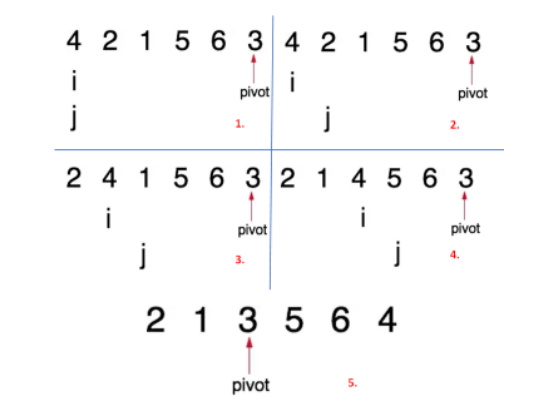 4 2 1 5 6 3
i
pivot
j
1.
4 2 1 5 6 3
i
pivot
j
2.
2 4 1 5 6 3
i
pivot
j
3.
2 1 4 5 6 3
i
pivot
j
4.
2 1 3 5 6 4
pivot
5.